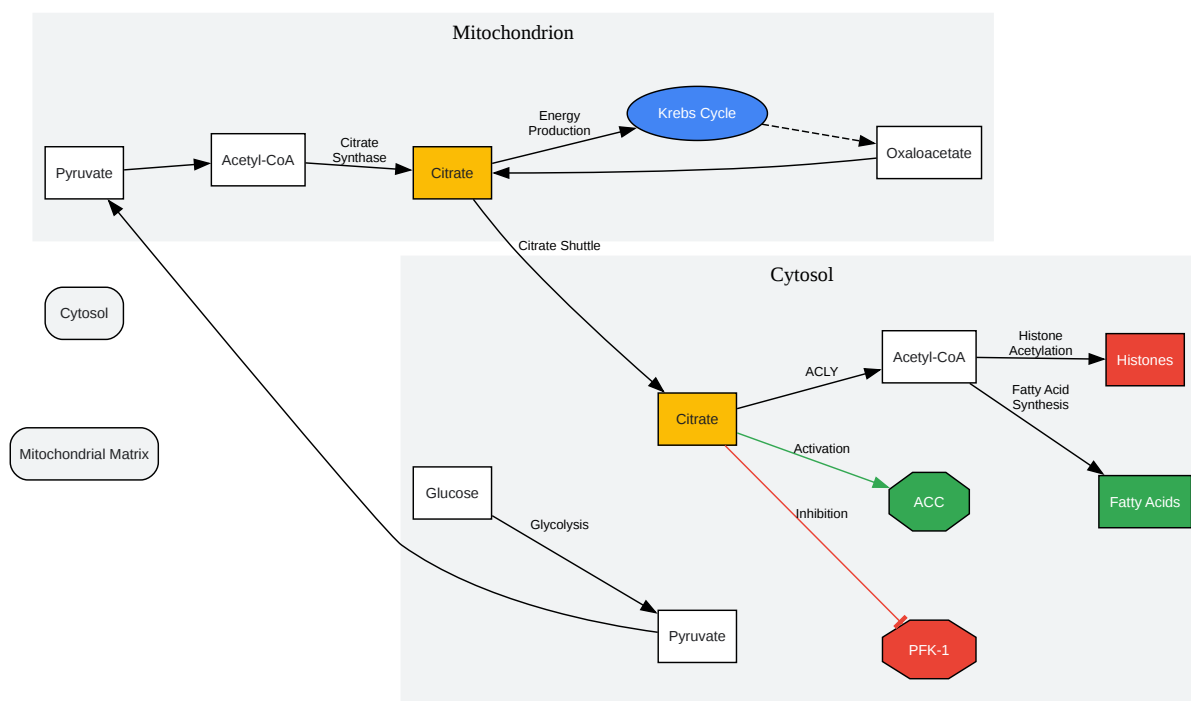 Mitochondrion
Energy
Production
Krebs Cycle
Citrate
Synthase
Pyruvate
Acetyl-CoA
Citrate
Oxaloacetate
Citrate Shuttle
Cytosol
Cytosol
Mitochondrial Matrix
Histone
Acetylation
Acetyl-CoA
Histones
ACLY
Fatty Acid
Synthesis
Citrate
Activation
Glucose
ACC
Fatty Acids
Inhibition
Glycolysis
Pyruvate
PFK-1